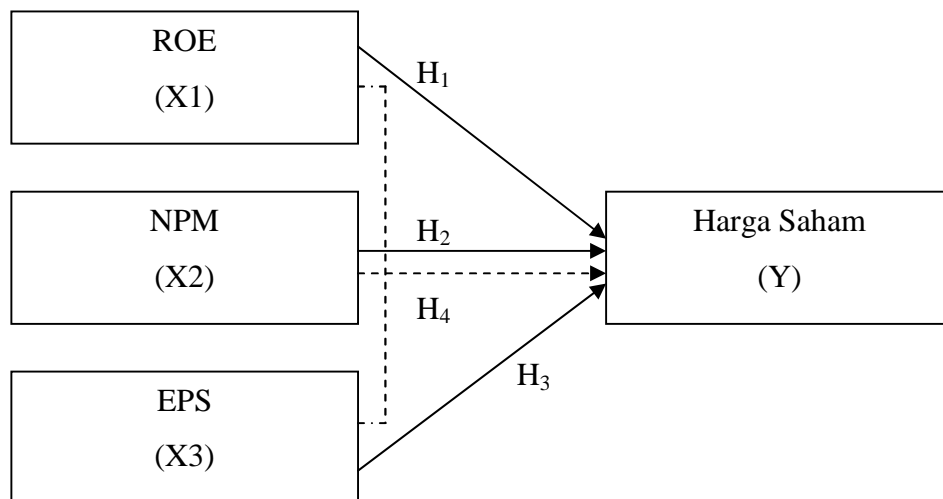 ROE
(X1)
H₁
NPM
(X2)
H₂
H₄
Harga Saham
(Y)
EPS
(X3)
H₃